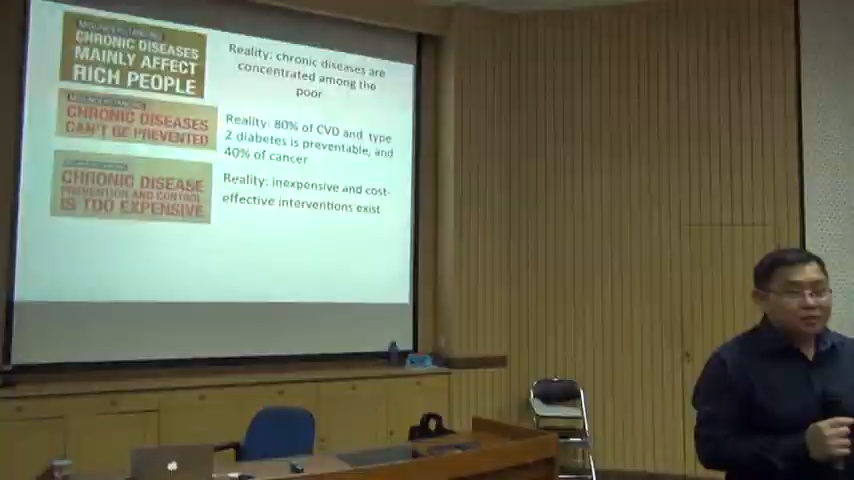 MISUNDERSTANDING
CHRONIC DISEASES
MAINLY AFFECT
RICH PEOPLE
Reality: chronic diseases are
concentrated among the
poor
MISUNDERSTANDING
CHRONIC DISEASES
CAN'T BE PREVENTED
Reality: 80% of CVD and type
2 diabetes is preventable, and
40% of cancer
CHRONIC DISEASE
PREVENTION AND CONTROL
IS TOO EXPENSIVE
Reality: inexpensive and cost-
effective interventions exist